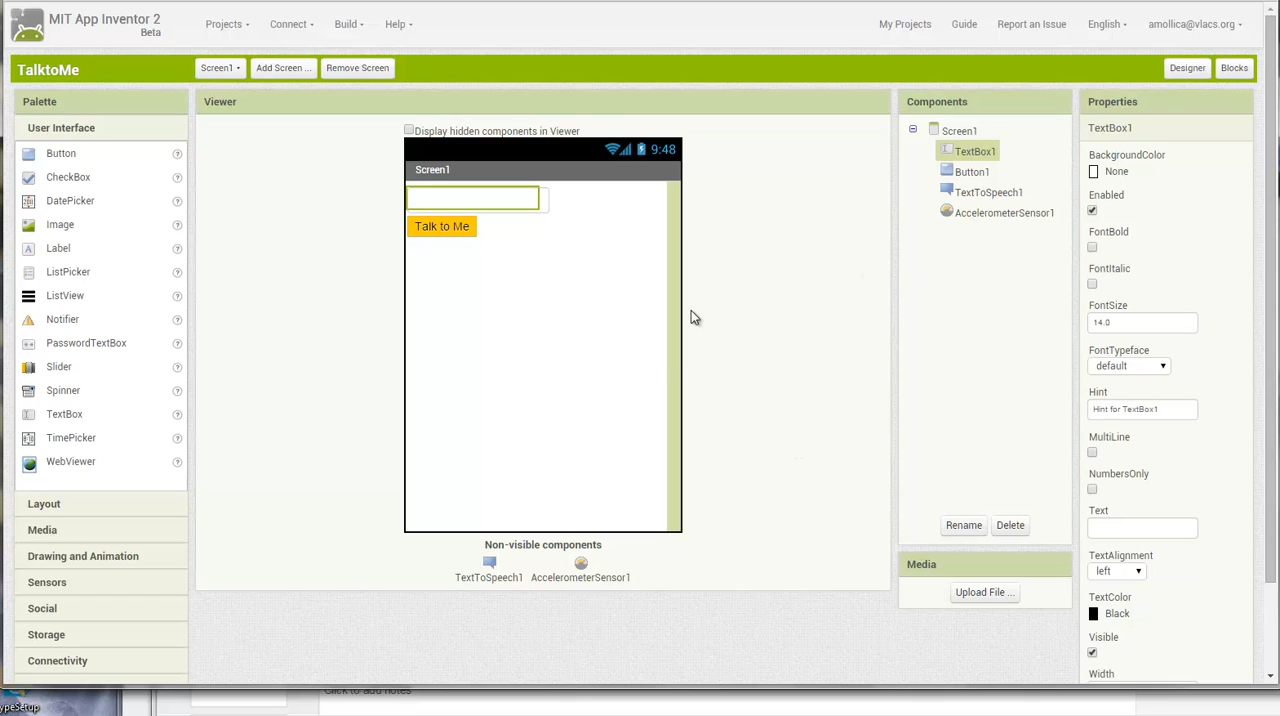 MIT App Inventor 2
Beta
Projects Connect Build Help My Projects Guide Report an Issue English amollica@vlacs.org
TalktoMe Screen1 Add Screen ... Remove Screen Designer Blocks
Palette
User Interface
Button ?
CheckBox ?
DatePicker ?
Image ?
Label ?
ListPicker ?
ListView ?
Notifier ?
PasswordTextBox ?
Slider ?
Spinner ?
TextBox ?
TimePicker ?
WebViewer ?
Layout
Media
Drawing and Animation
Sensors
Social
Storage
Connectivity
Viewer
Display hidden components in Viewer
9:48
Screen1
Talk to Me
Non-visible components
TextToSpeech1 AccelerometerSensor1
Components
Screen1
TextBox1
Button1
TextToSpeech1
AccelerometerSensor1
Rename Delete
Media
Upload File ...
Properties
TextBox1
BackgroundColor
None
Enabled
FontBold
FontItalic
FontSize
14.0
FontTypeface
default
Hint
Hint for TextBox1
MultiLine
NumbersOnly
Text
TextAlignment
left
TextColor
Black
Visible
Width
Click to add notes
ypeSetup